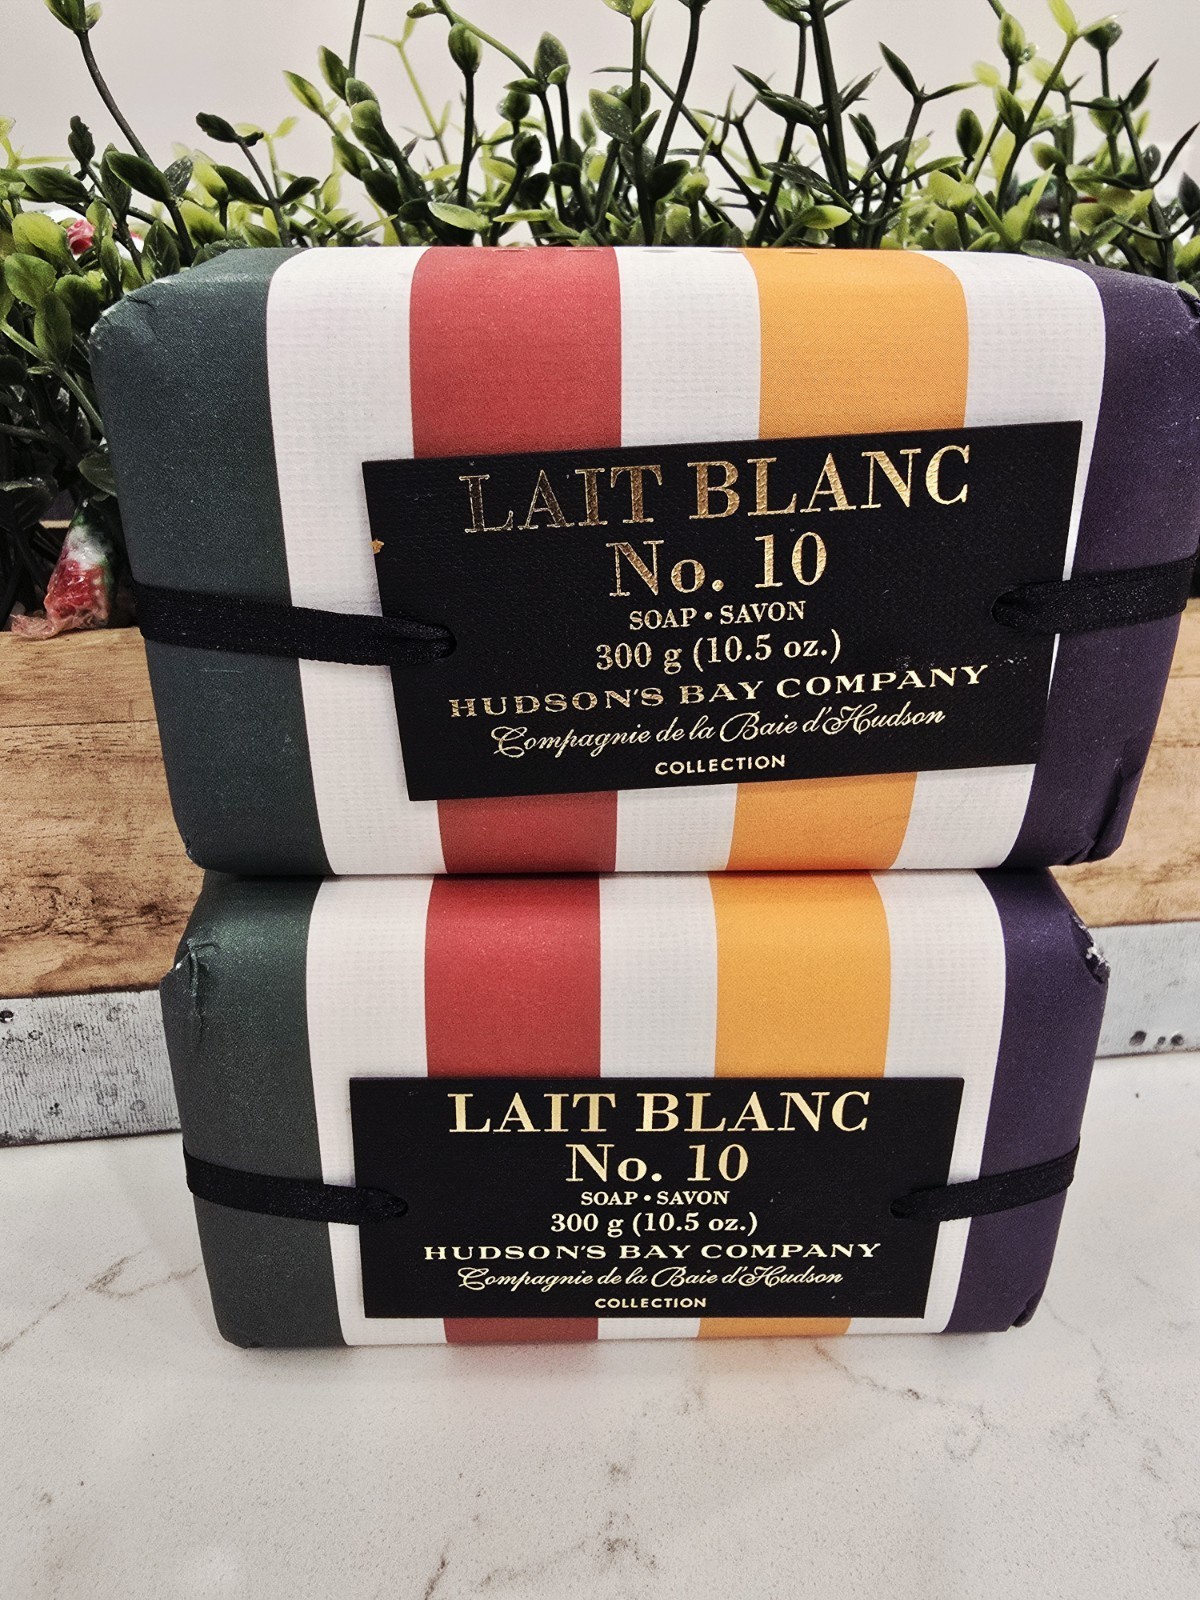 LAIT BLANC
No. 10
SOAP • SAVON
300 g (10.5 oz.)
HUDSON'S BAY COMPANY
Compagnie de la Baie d'Hudson
COLLECTION
LAIT BLANC
No. 10
SOAP • SAVON
300 g (10.5 oz.)
HUDSON'S BAY COMPANY
Compagnie de la Baie d'Hudson
COLLECTION